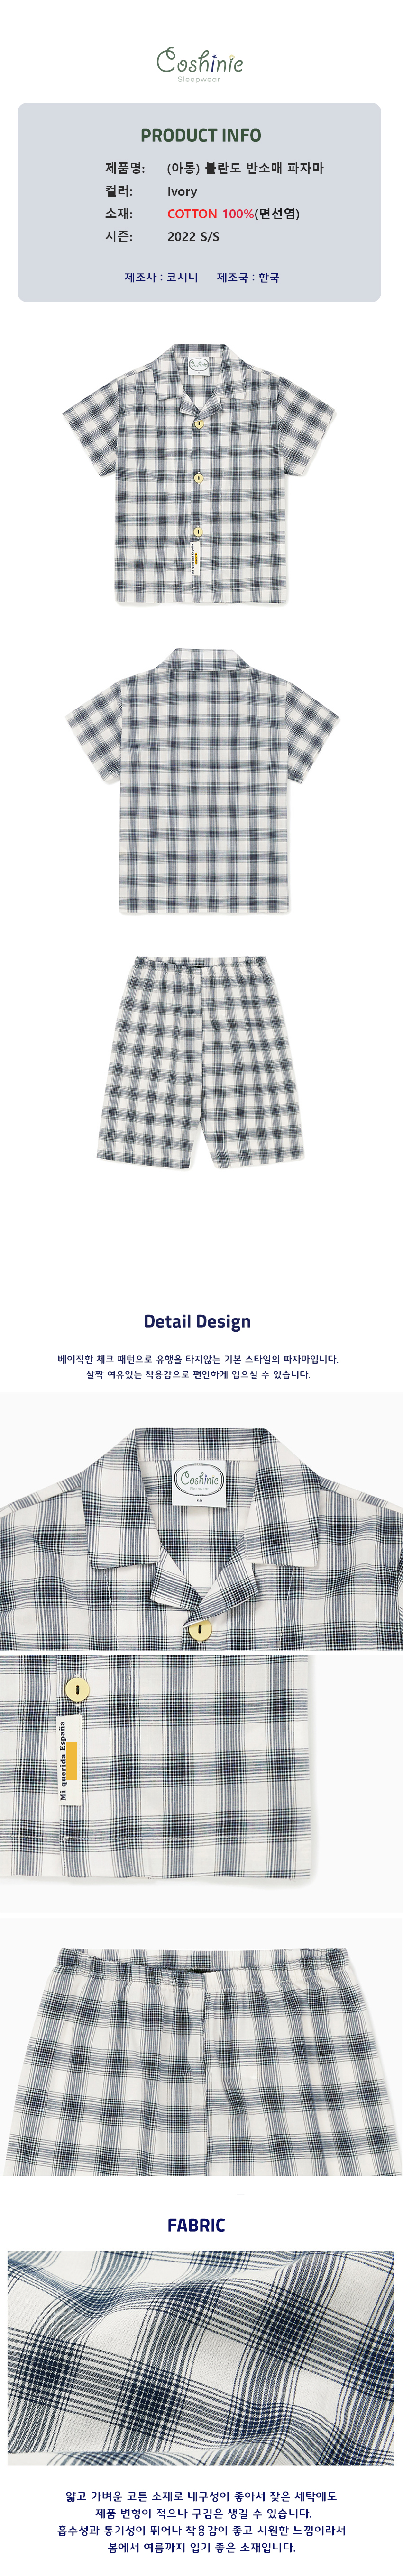 Coshinie
Sleepwear
PRODUCT INFO
제품명: (아동) 블란도 반소매 파자마
컬러: Ivory
소재: COTTON 100%(면선염)
시즌: 2022 S/S
제조사 : 코시니 제조국 : 한국
Coshinie
Mi querida España
Detail Design
베이직한 체크 패턴으로 유행을 타지않는 기본 스타일의 파자마입니다.
살짝 여유있는 착용감으로 편안하게 입으실 수 있습니다.
Coshinie
Sleepwear
Mi querida España
FABRIC
얇고 가벼운 코튼 소재로 내구성이 좋아서 잦은 세탁에도
제품 변형이 적으나 구김은 생길 수 있습니다.
흡수성과 통기성이 뛰어나 착용감이 좋고 시원한 느낌이라서
봄에서 여름까지 입기 좋은 소재입니다.